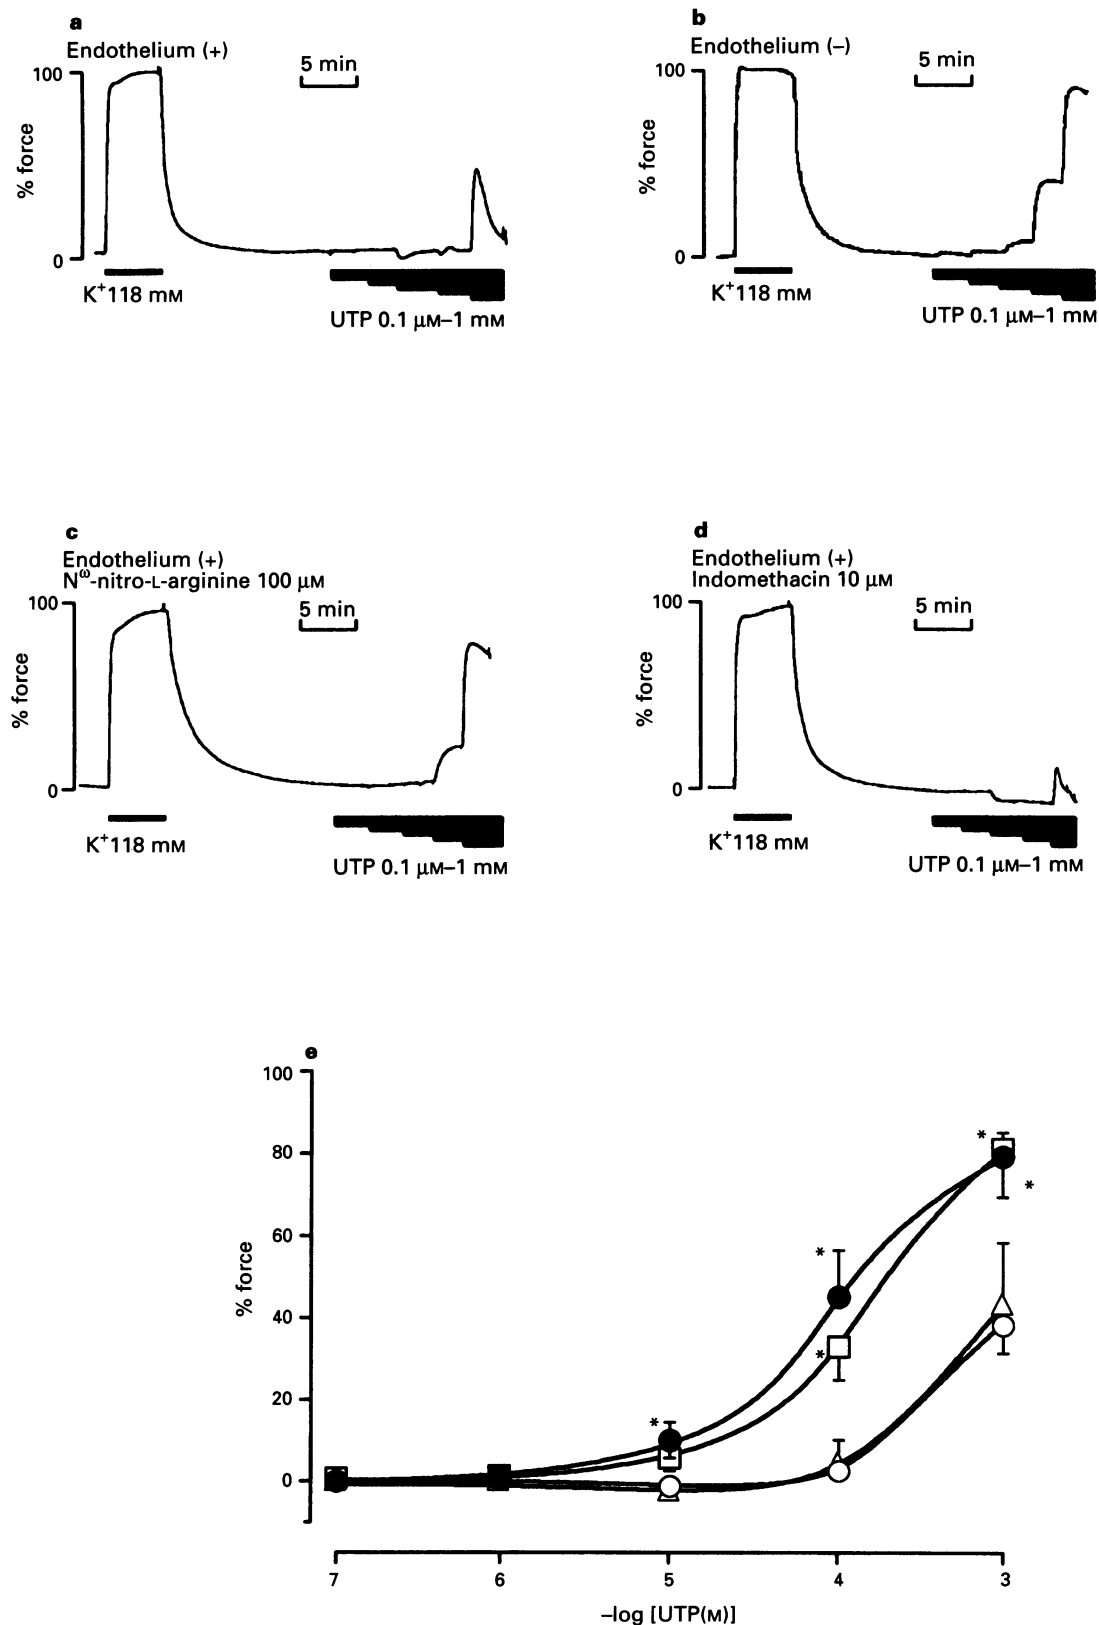 a
Endothelium (+)
5 min
100
% force
0
K⁺118 mM
UTP 0.1 µM–1 mM
b
Endothelium (–)
5 min
100
% force
0
K⁺118 mM
UTP 0.1 µM–1 mM
c
Endothelium (+)
Nω-nitro-L-arginine 100 µM
5 min
100
% force
0
K⁺118 mM
UTP 0.1 µM–1 mM
d
Endothelium (+)
Indomethacin 10 µM
5 min
100
% force
0
K⁺118 mM
UTP 0.1 µM–1 mM
e
100
80
60
40
20
0
% force
* * * * *
7 6 5 4 3
–log [UTP(M)]